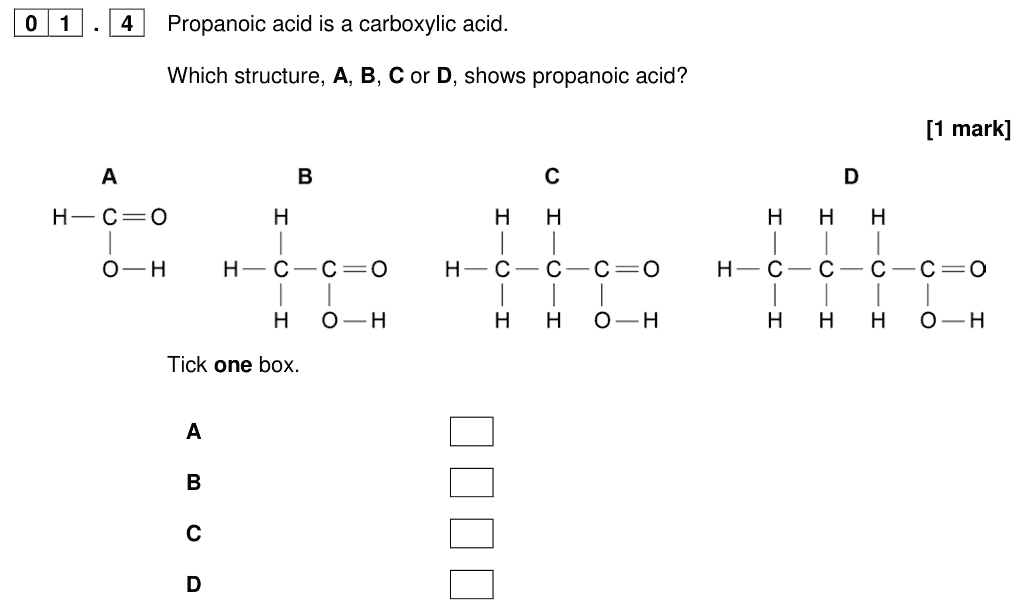 0 1 . 4 Propanoic acid is a carboxylic acid.
Which structure, A, B, C or D, shows propanoic acid?
[1 mark]
A B C D
H H H H H H
H—C=O
O—H
H—C—C=O H—C—C—C=O H—C—C—C—C=O
H O—H H H O—H H H H O—H
Tick one box.
A
B
C
D